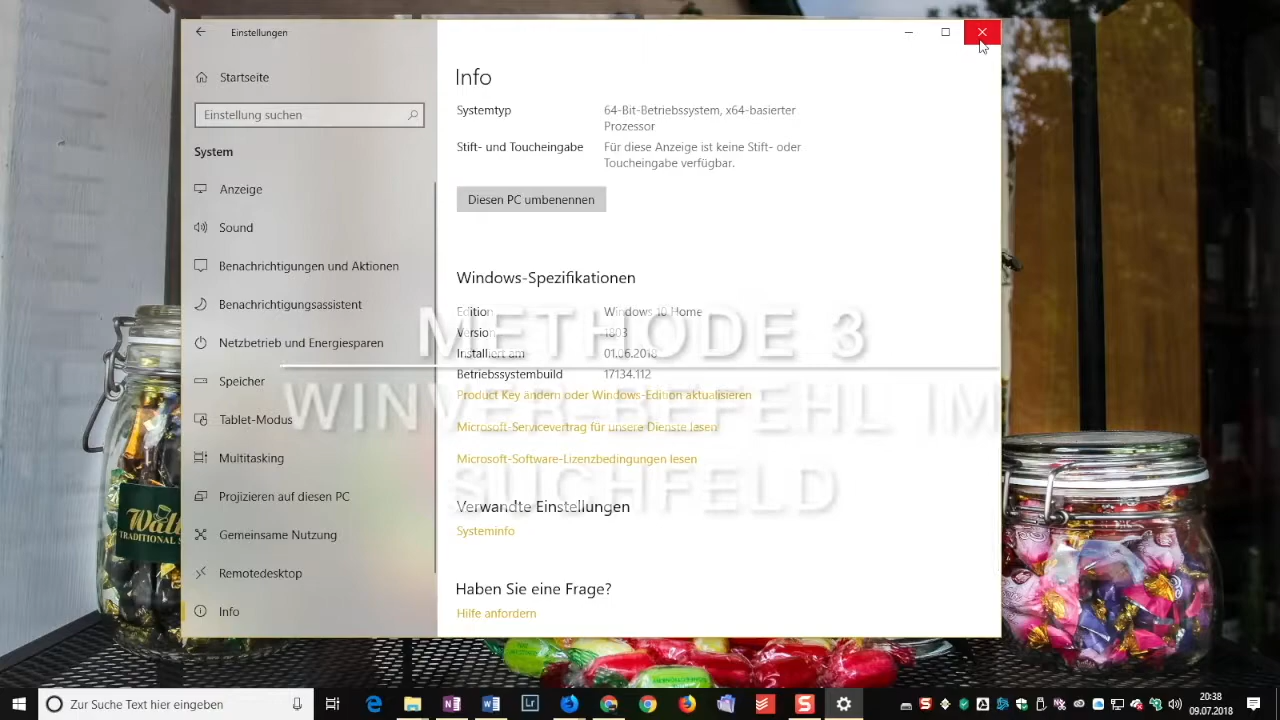 Einstellungen
Startseite
Einstellung suchen
System
Anzeige
Sound
Benachrichtigungen und Aktionen
Benachrichtigungsassistent
Netzbetrieb und Energiesparen
Speicher
Tablet-Modus
Multitasking
Projizieren auf diesen PC
Gemeinsame Nutzung
Remotedesktop
Info
Info
Systemtyp 64-Bit-Betriebssystem, x64-basierter
Prozessor
Stift- und Toucheingabe Für diese Anzeige ist keine Stift- oder
Toucheingabe verfügbar.
Diesen PC umbenennen
Windows-Spezifikationen
Edition Windows 10 Home
Version 1803
Installiert am 01.06.2018
Betriebssystembuild 17134.112
Product Key ändern oder Windows-Edition aktualisieren
Microsoft-Servicevertrag für unsere Dienste lesen
Microsoft-Software-Lizenzbedingungen lesen
Verwandte Einstellungen
Systeminfo
Haben Sie eine Frage?
Hilfe anfordern
METHODE 3
WINVER-BEFEHL IM
SUCHFELD
TRADITIONAL
Zur Suche Text hier eingeben
20:38
09.07.2018